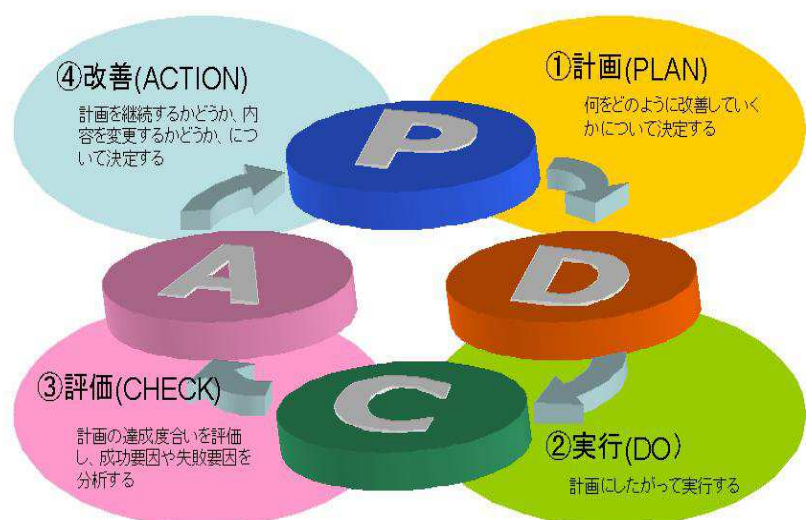 ④改善(ACTION)
計画を継続するかどうか、内
容を変更するかどうか、につ
いて決定する
①計画(PLAN)
何をどのように改善していく
かについて決定する
P
A
D
C
③評価(CHECK)
計画の達成度合いを評価
し、成功要因や失敗要因を
分析する
②実行(DO)
計画にしたがって実行する